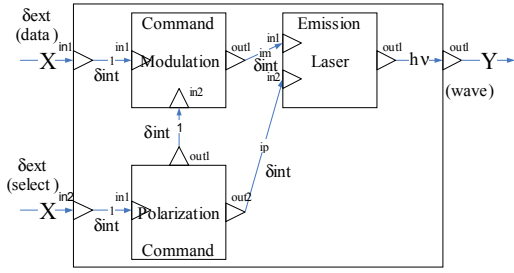 δext
(data)
X
in1
δint
1
in1
Command
Modulation
in2
out1
im
δint
in1
in2
Emission
Laser
out1
hν
out1
Y
(wave)
δint
1
out1
ip
δint
δext
(select)
X
in2
δint
1
in1
Polarization
out2
Command